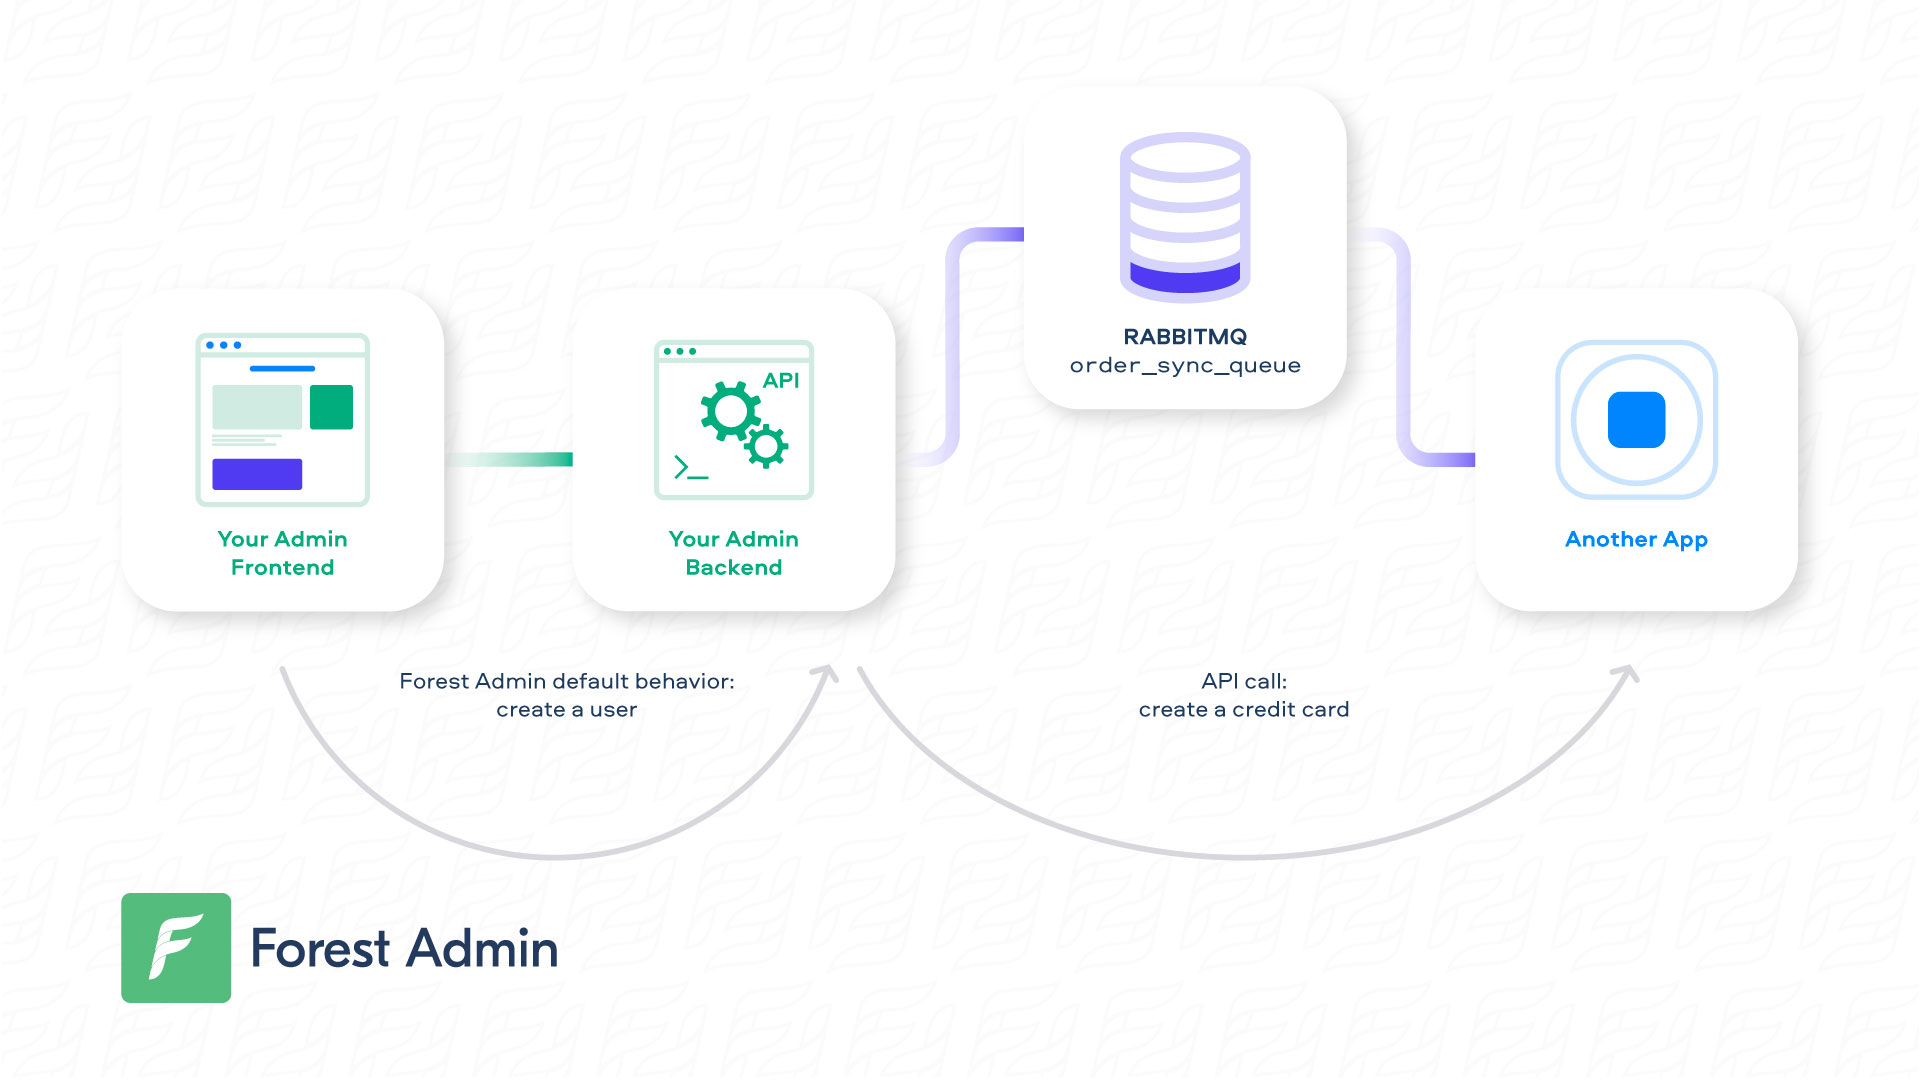 RABBITMQ
order_sync_queue
API
Your Admin
Frontend
Your Admin
Backend
Another App
Forest Admin default behavior:
create a user
API call:
create a credit card
Forest Admin